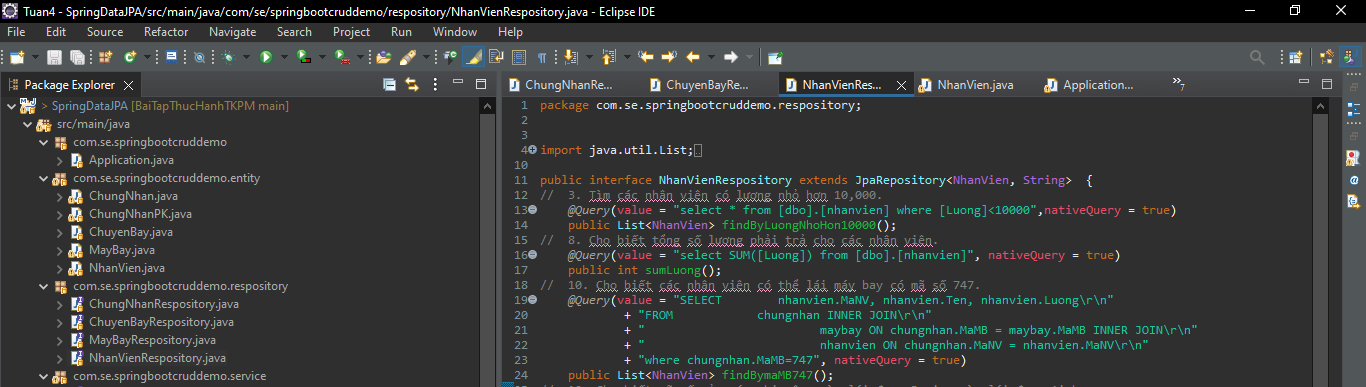 Tuan4 - SpringDataJPA/src/main/java/com/se/springbootcruddemo/respository/NhanVienRespository.java - Eclipse IDE
File Edit Source Refactor Navigate Search Project Run Window Help
Package Explorer
SpringDataJPA [BaiTapThucHanhTKPM main]
src/main/java
com.se.springbootcruddemo
Application.java
com.se.springbootcruddemo.entity
ChungNhan.java
ChungNhanPK.java
ChuyenBay.java
MayBay.java
NhanVien.java
com.se.springbootcruddemo.respository
ChungNhanRespository.java
ChuyenBayRespository.java
MayBayRespository.java
NhanVienRespository.java
com.se.springbootcruddemo.service
ChungNhanRe... ChuyenBayRe... NhanVienRes... NhanVien.java Application... »7
1 package com.se.springbootcruddemo.respository;
2
3
4 import java.util.List;
10
11 public interface NhanVienRespository extends JpaRepository<NhanVien, String> {
12 // 3. Tìm các nhân viên có lương nhỏ hơn 10,000.
13 @Query(value = "select * from [dbo].[nhanvien] where [Luong]<10000",nativeQuery = true)
14 public List<NhanVien> findByLuongNhoHon10000();
15 // 8. Cho biết tổng số lương phải trả cho các nhân viên.
16 @Query(value = "select SUM([Luong]) from [dbo].[nhanvien]", nativeQuery = true)
17 public int sumLuong();
18 // 10. Cho biết các nhân viên có thể lái máy bay có mã số 747.
19 @Query(value = "SELECT nhanvien.MaNV, nhanvien.Ten, nhanvien.Luong\r\n"
20 + "FROM chungnhan INNER JOIN\r\n"
21 + " maybay ON chungnhan.MaMB = maybay.MaMB INNER JOIN\r\n"
22 + " nhanvien ON chungnhan.MaNV = nhanvien.MaNV\r\n"
23 + "where chungnhan.MaMB=747", nativeQuery = true)
24 public List<NhanVien> findBymaMB747();